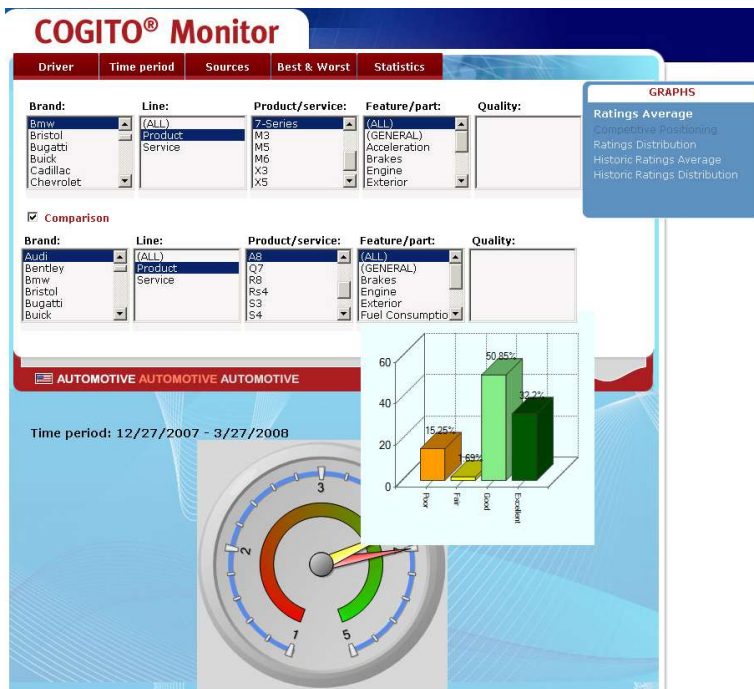 COGITO® Monitor
Driver Time period Sources Best & Worst Statistics
GRAPHS
Ratings Average
Competitive Positioning
Ratings Distribution
Historic Ratings Average
Historic Ratings Distribution
Brand: Line: Product/service: Feature/part: Quality:
Bmw (ALL) 7-Series (ALL)
Bristol Product M3 (GENERAL)
Bugatti Service M5 Acceleration
Buick M6 Brakes
Cadillac X3 Engine
Chevrolet X5 Exterior
Comparison
Brand: Line: Product/service: Feature/part: Quality:
Audi (ALL) A8 (ALL)
Bentley Product Q7 (GENERAL)
Bmw Service R8 Brakes
Bristol Rs4 Engine
Bugatti S3 Exterior
Buick S4 Fuel Consumptio
AUTOMOTIVE AUTOMOTIVE AUTOMOTIVE
60
40
20
0
15,25%
1,69%
50,85%
32,2%
Poor
Fair
Good
Excellent
Time period: 12/27/2007 - 3/27/2008
1
2
3
5